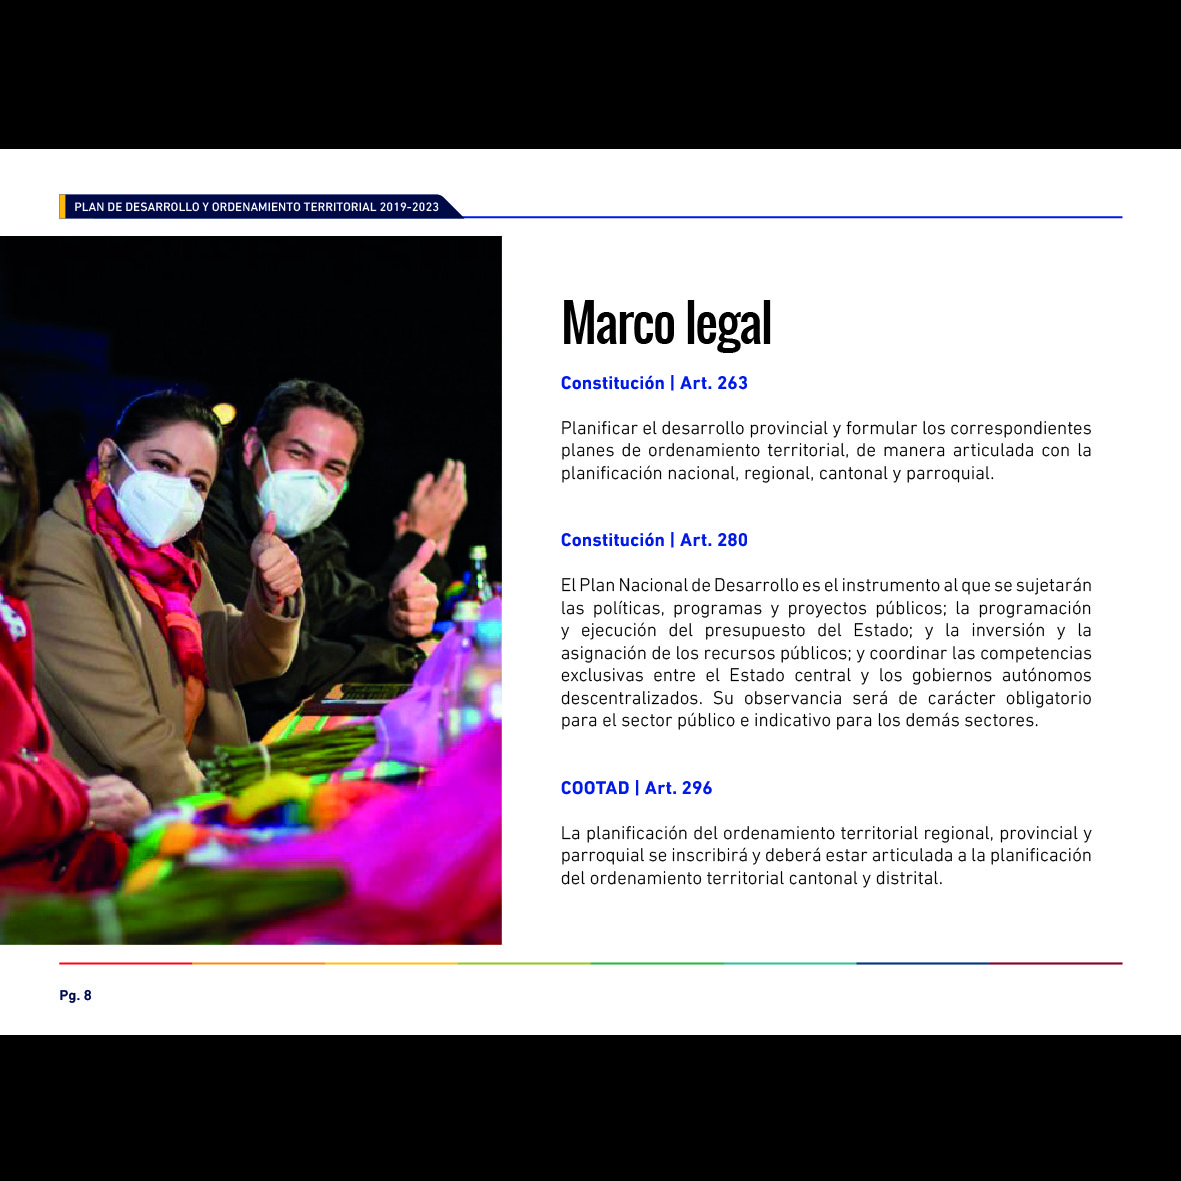 PLAN DE DESARROLLO Y ORDENAMIENTO TERRITORIAL 2019-2023
Marco legal
Constitución | Art. 263
Planificar el desarrollo provincial y formular los correspondientes
planes de ordenamiento territorial, de manera articulada con la
planificación nacional, regional, cantonal y parroquial.
Constitución | Art. 280
El Plan Nacional de Desarrollo es el instrumento al que se sujetarán
las políticas, programas y proyectos públicos; la programación
y ejecución del presupuesto del Estado; y la inversión y la
asignación de los recursos públicos; y coordinar las competencias
exclusivas entre el Estado central y los gobiernos autónomos
descentralizados. Su observancia será de carácter obligatorio
para el sector público e indicativo para los demás sectores.
COOTAD | Art. 296
La planificación del ordenamiento territorial regional, provincial y
parroquial se inscribirá y deberá estar articulada a la planificación
del ordenamiento territorial cantonal y distrital.
Pg. 8